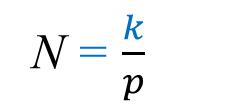 N = k/p